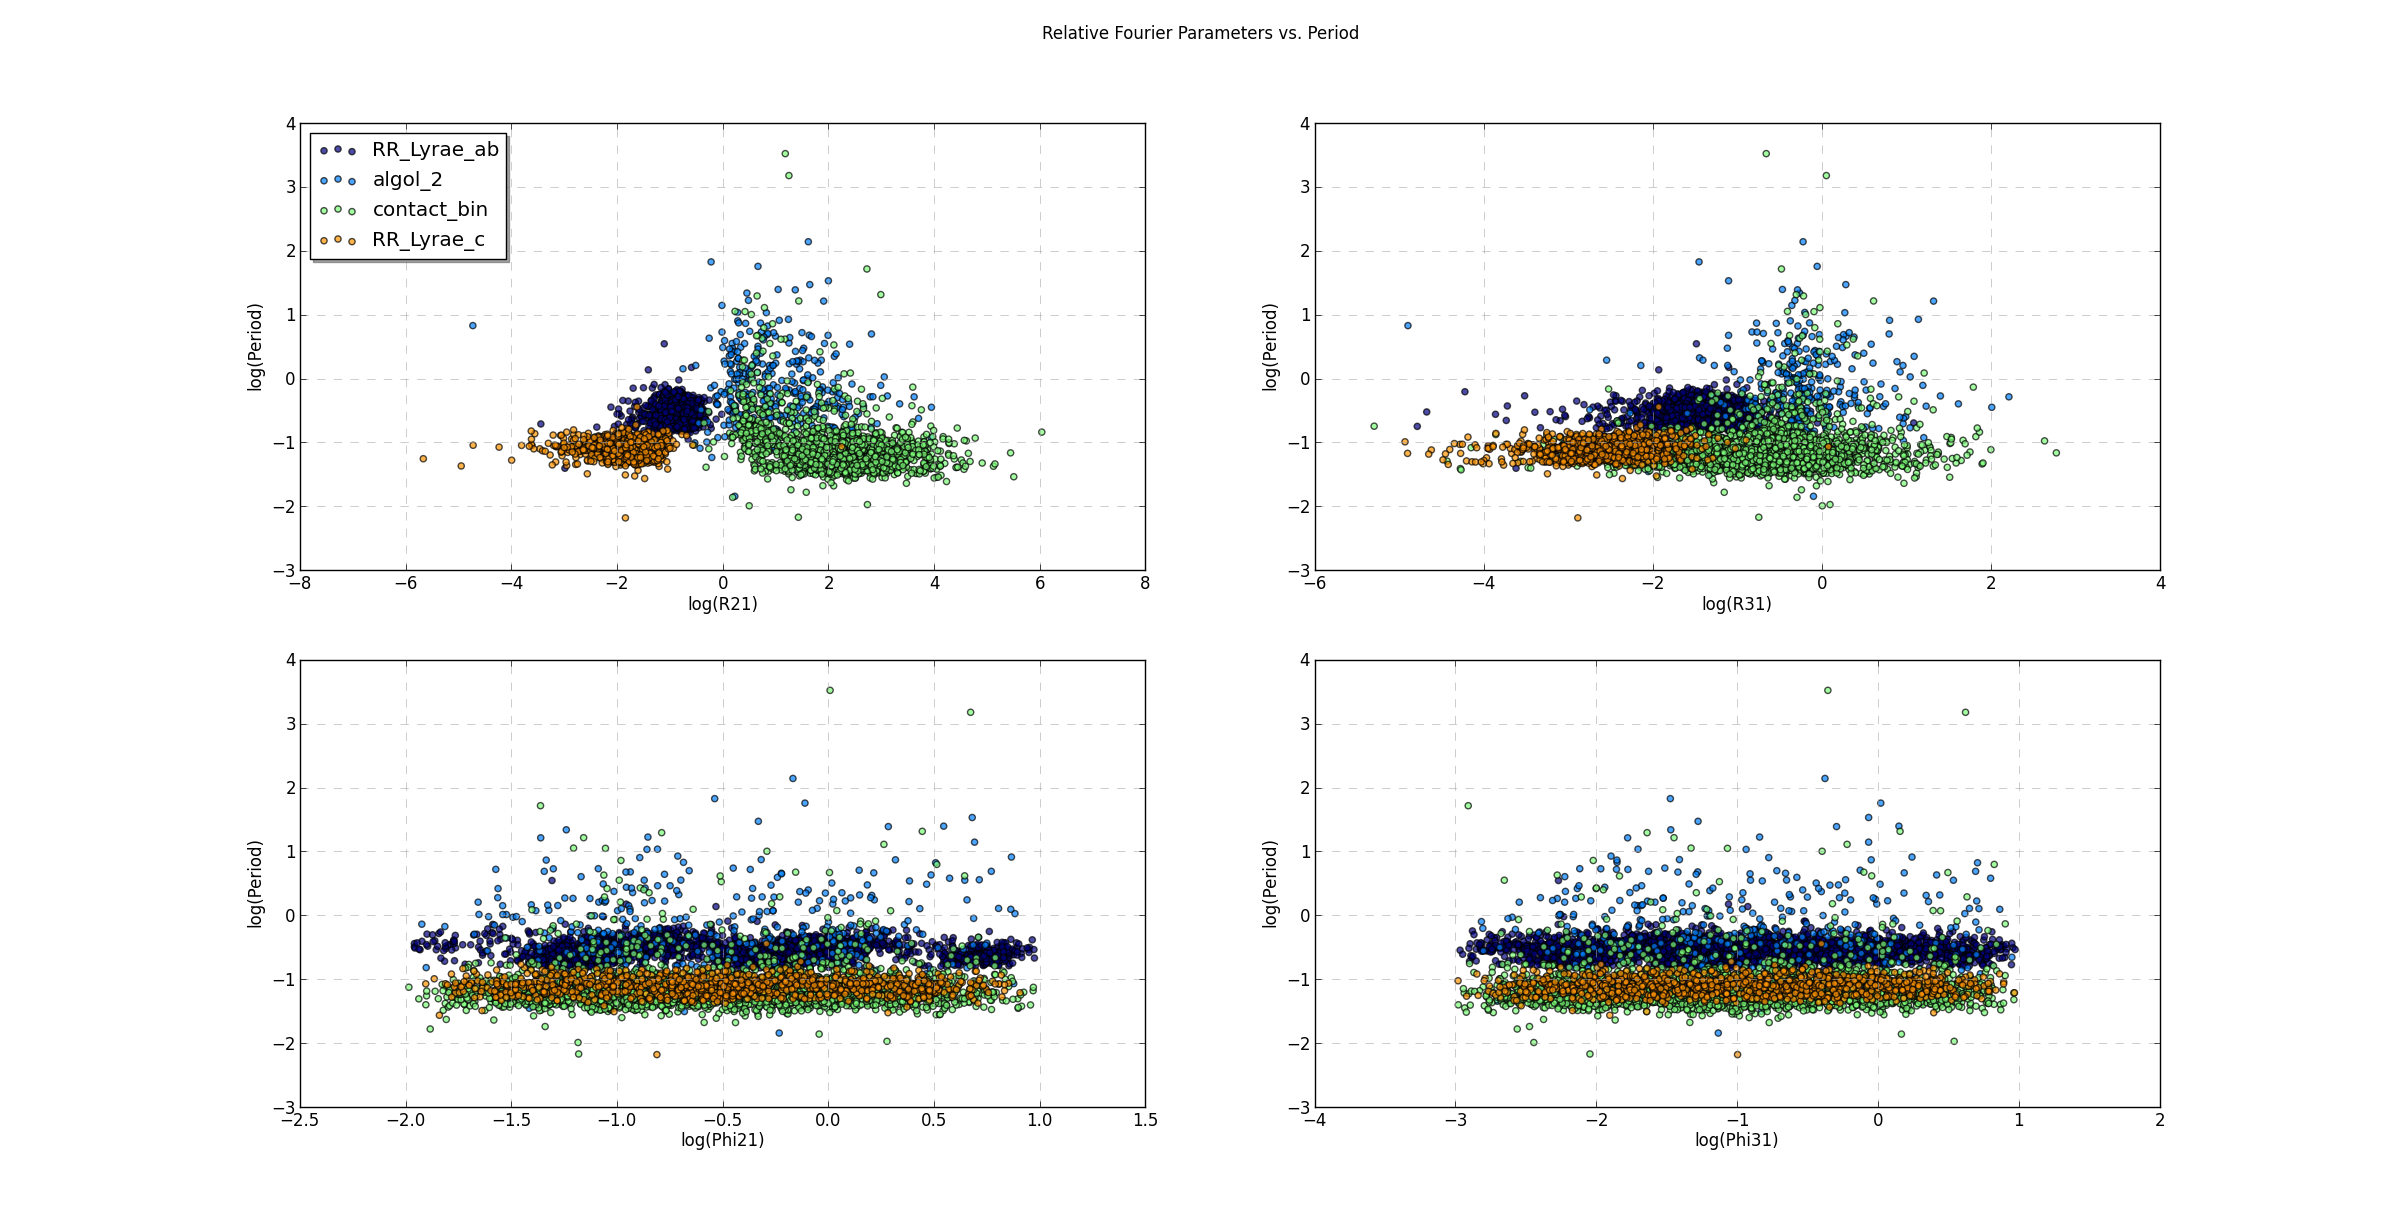 Relative Fourier Parameters vs. Period
RR_Lyrae_ab
algol_2
contact_bin
RR_Lyrae_c
4
3
2
1
0
−1
−2
−3
log(Period)
−8 −6 −4 −2 0 2 4 6 8
log(R21)
4
3
2
1
0
−1
−2
−3
log(Period)
−6 −4 −2 0 2 4
log(R31)
4
3
2
1
0
−1
−2
−3
log(Period)
−2.5 −2.0 −1.5 −1.0 −0.5 0.0 0.5 1.0 1.5
log(Phi21)
4
3
2
1
0
−1
−2
−3
log(Period)
−4 −3 −2 −1 0 1 2
log(Phi31)